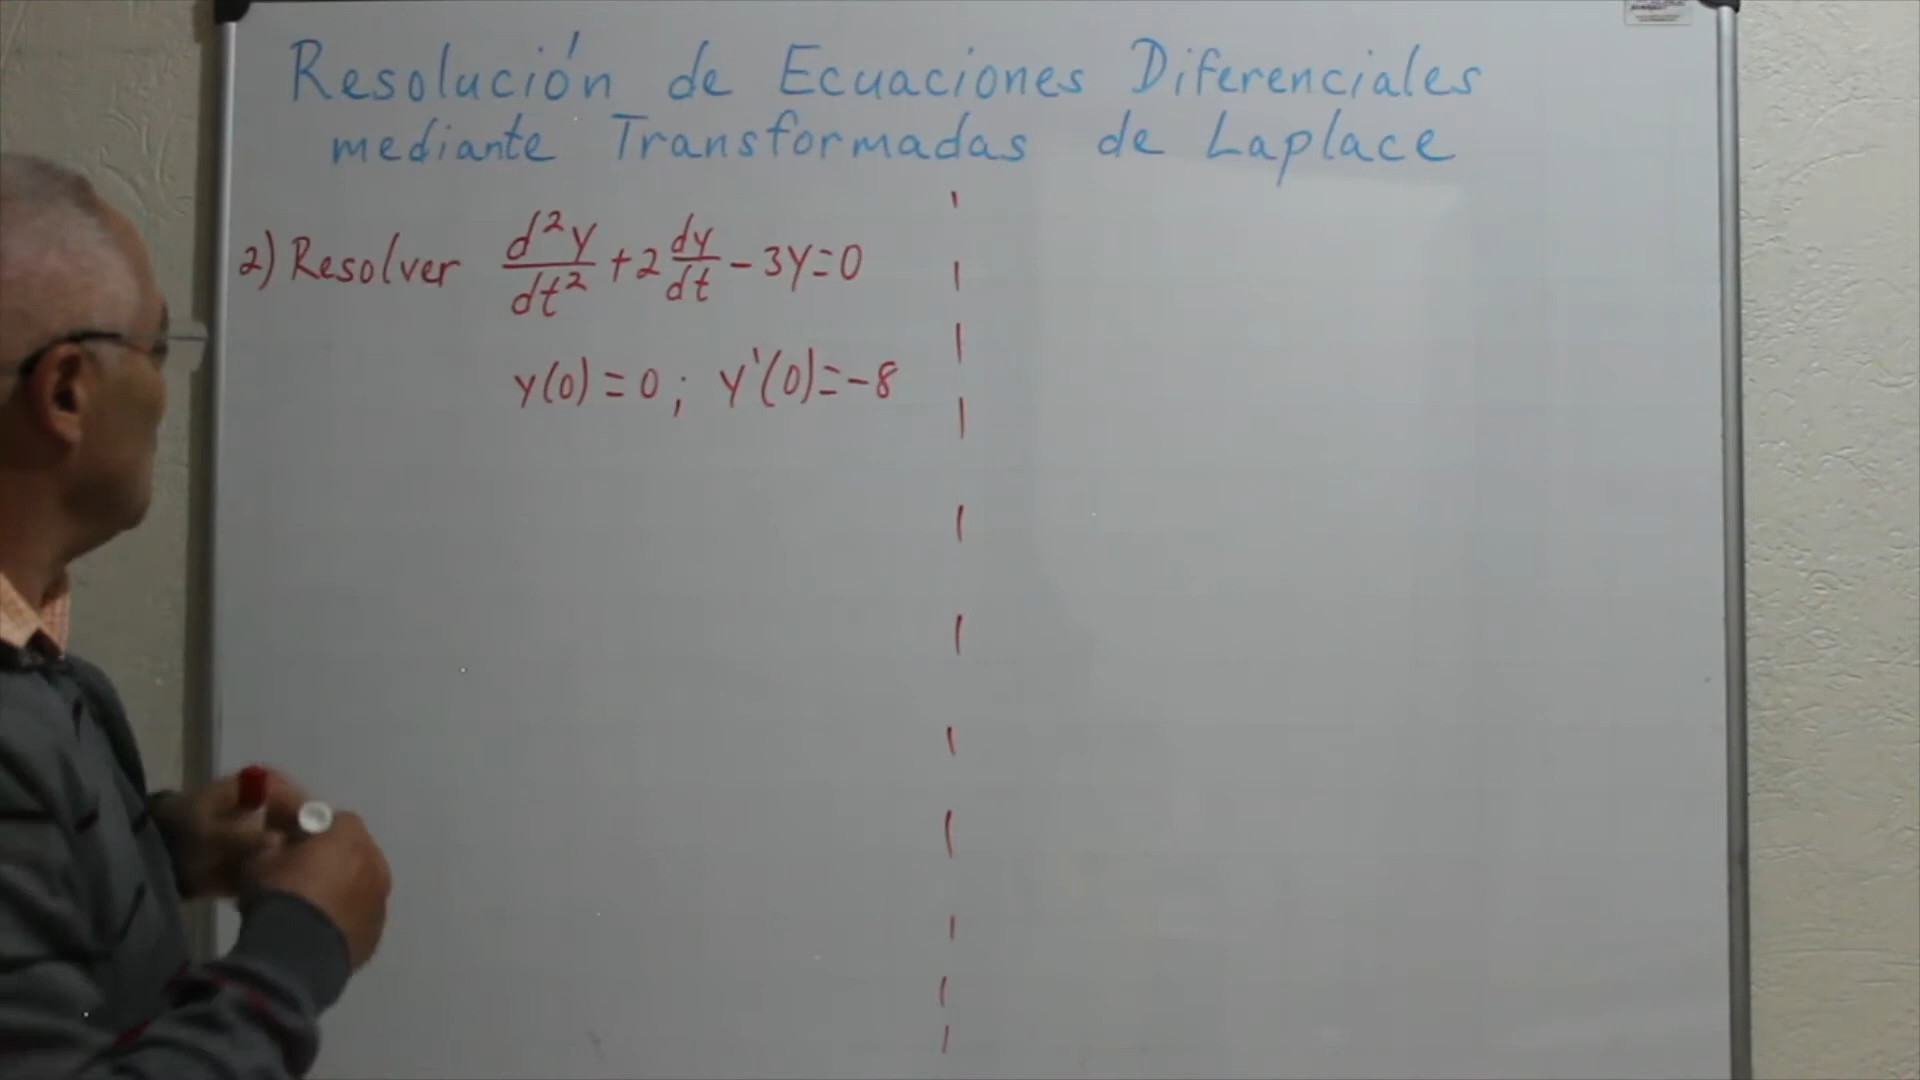 Resolución de Ecuaciones Diferenciales
mediante Transformadas de Laplace
2) Resolver d²y/dt² + 2 dy/dt - 3y = 0
y(0) = 0 ; y'(0) = -8